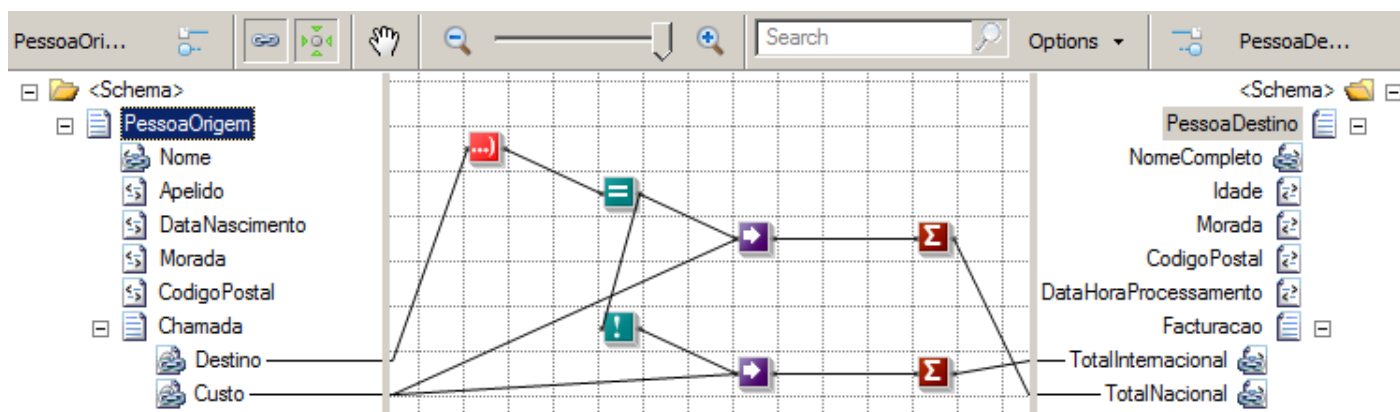 PessoaOri...
Search
Options
PessoaDe...
<Schema>
PessoaOrigem
Nome
Apelido
DataNascimento
Morada
CodigoPostal
Chamada
Destino
Custo
...)
=
!
Σ
Σ
<Schema>
PessoaDestino
NomeCompleto
Idade
Morada
CodigoPostal
DataHoraProcessamento
Facturacao
TotalInternacional
TotalNacional